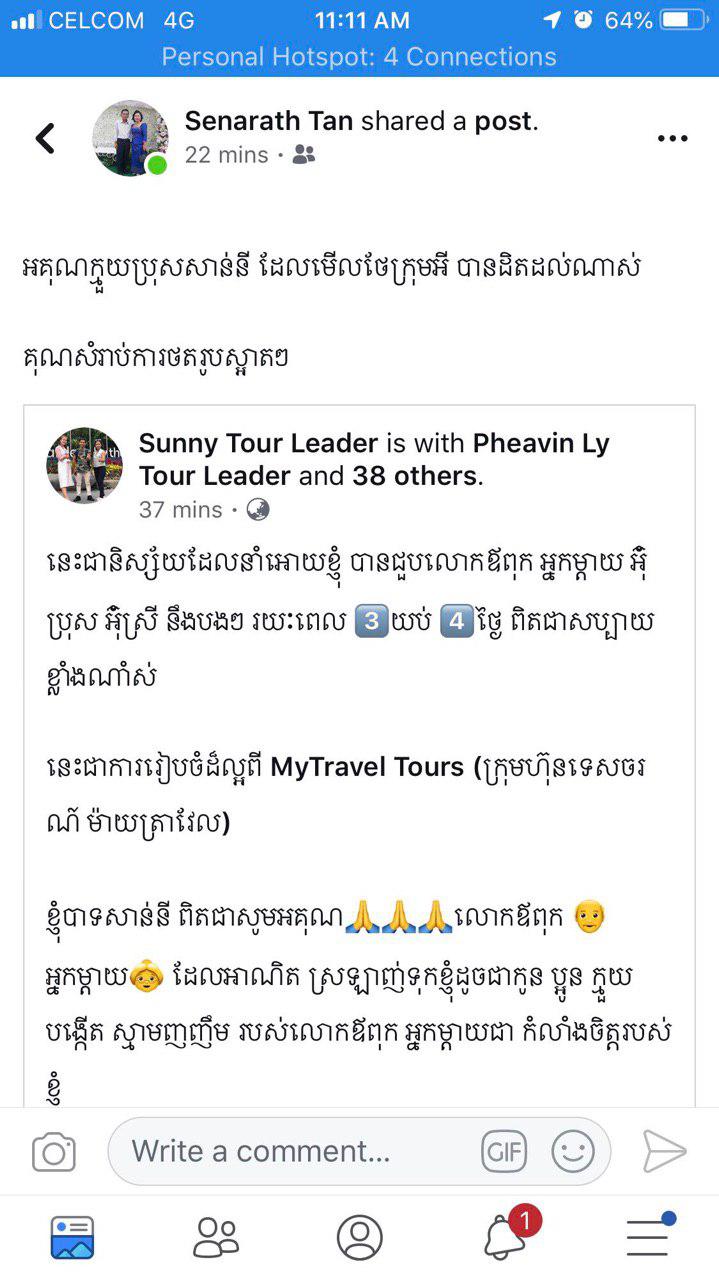 CELCOM 4G 11:11 AM 64%
Personal Hotspot: 4 Connections
Senarath Tan shared a post.
22 mins ·
អគុណក្មួយប្រុសសាន់នី ដែលមើលថែក្រុមអី បានដិតដល់ណាស់
គុណសំរាប់ការថតរូបស្អាតៗ
Sunny Tour Leader is with Pheavin Ly
Tour Leader and 38 others.
37 mins ·
នេះជានិស្ស័យដែលនាំអោយខ្ញុំ បានជួបលោកឪពុក អ្នកម្តាយ អ៊ុំ
ប្រុស អ៊ុំស្រី នឹងបងៗ រយះពេល 3️⃣យប់ 4️⃣ថ្ងៃ ពិតជាសប្បាយ
ខ្លាំងណាំស់
នេះជាការរៀបចំដ៏ល្អពី MyTravel Tours (ក្រុមហ៊ុនទេសចរ
ណ៍ ម៉ាយត្រាវែល)
ខ្ញុំបាទសាន់នី ពិតជាសូមអគុណ🙏🙏🙏លោកឪពុក 👴
អ្នកម្តាយ👵 ដែលអាណិត ស្រឡាញ់ទុកខ្ញុំដូចជាកូន ប្អូន ក្មួយ
បង្កើត ស្នាមញញឹម របស់លោកឪពុក អ្នកម្តាយជា កំលាំងចិត្តរបស់
ខ្ញុំ
Write a comment...
GIF
1